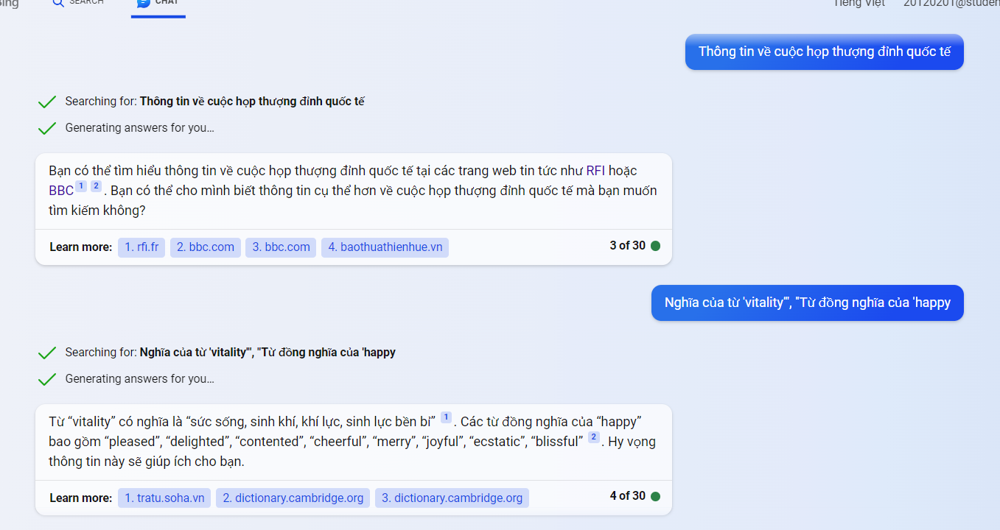 Bing SEARCH CHAT Tiếng Việt 20120201@studen
Thông tin về cuộc họp thượng đỉnh quốc tế
Searching for: Thông tin về cuộc họp thượng đỉnh quốc tế
Generating answers for you...
Bạn có thể tìm hiểu thông tin về cuộc họp thượng đỉnh quốc tế tại các trang web tin tức như RFI hoặc
BBC 1 2 . Bạn có thể cho mình biết thông tin cụ thể hơn về cuộc họp thượng đỉnh quốc tế mà bạn muốn
tìm kiếm không?
Learn more: 1. rfi.fr 2. bbc.com 3. bbc.com 4. baothuathienhue.vn 3 of 30
Nghĩa của từ 'vitality'", "Từ đồng nghĩa của 'happy
Searching for: Nghĩa của từ 'vitality'", "Từ đồng nghĩa của 'happy
Generating answers for you...
Từ “vitality” có nghĩa là “sức sống, sinh khí, khí lực, sinh lực bền bỉ” 1 . Các từ đồng nghĩa của “happy”
bao gồm “pleased”, “delighted”, “contented”, “cheerful”, “merry”, “joyful”, “ecstatic”, “blissful” 2 . Hy vọng
thông tin này sẽ giúp ích cho bạn.
Learn more: 1. tratu.soha.vn 2. dictionary.cambridge.org 3. dictionary.cambridge.org 4 of 30